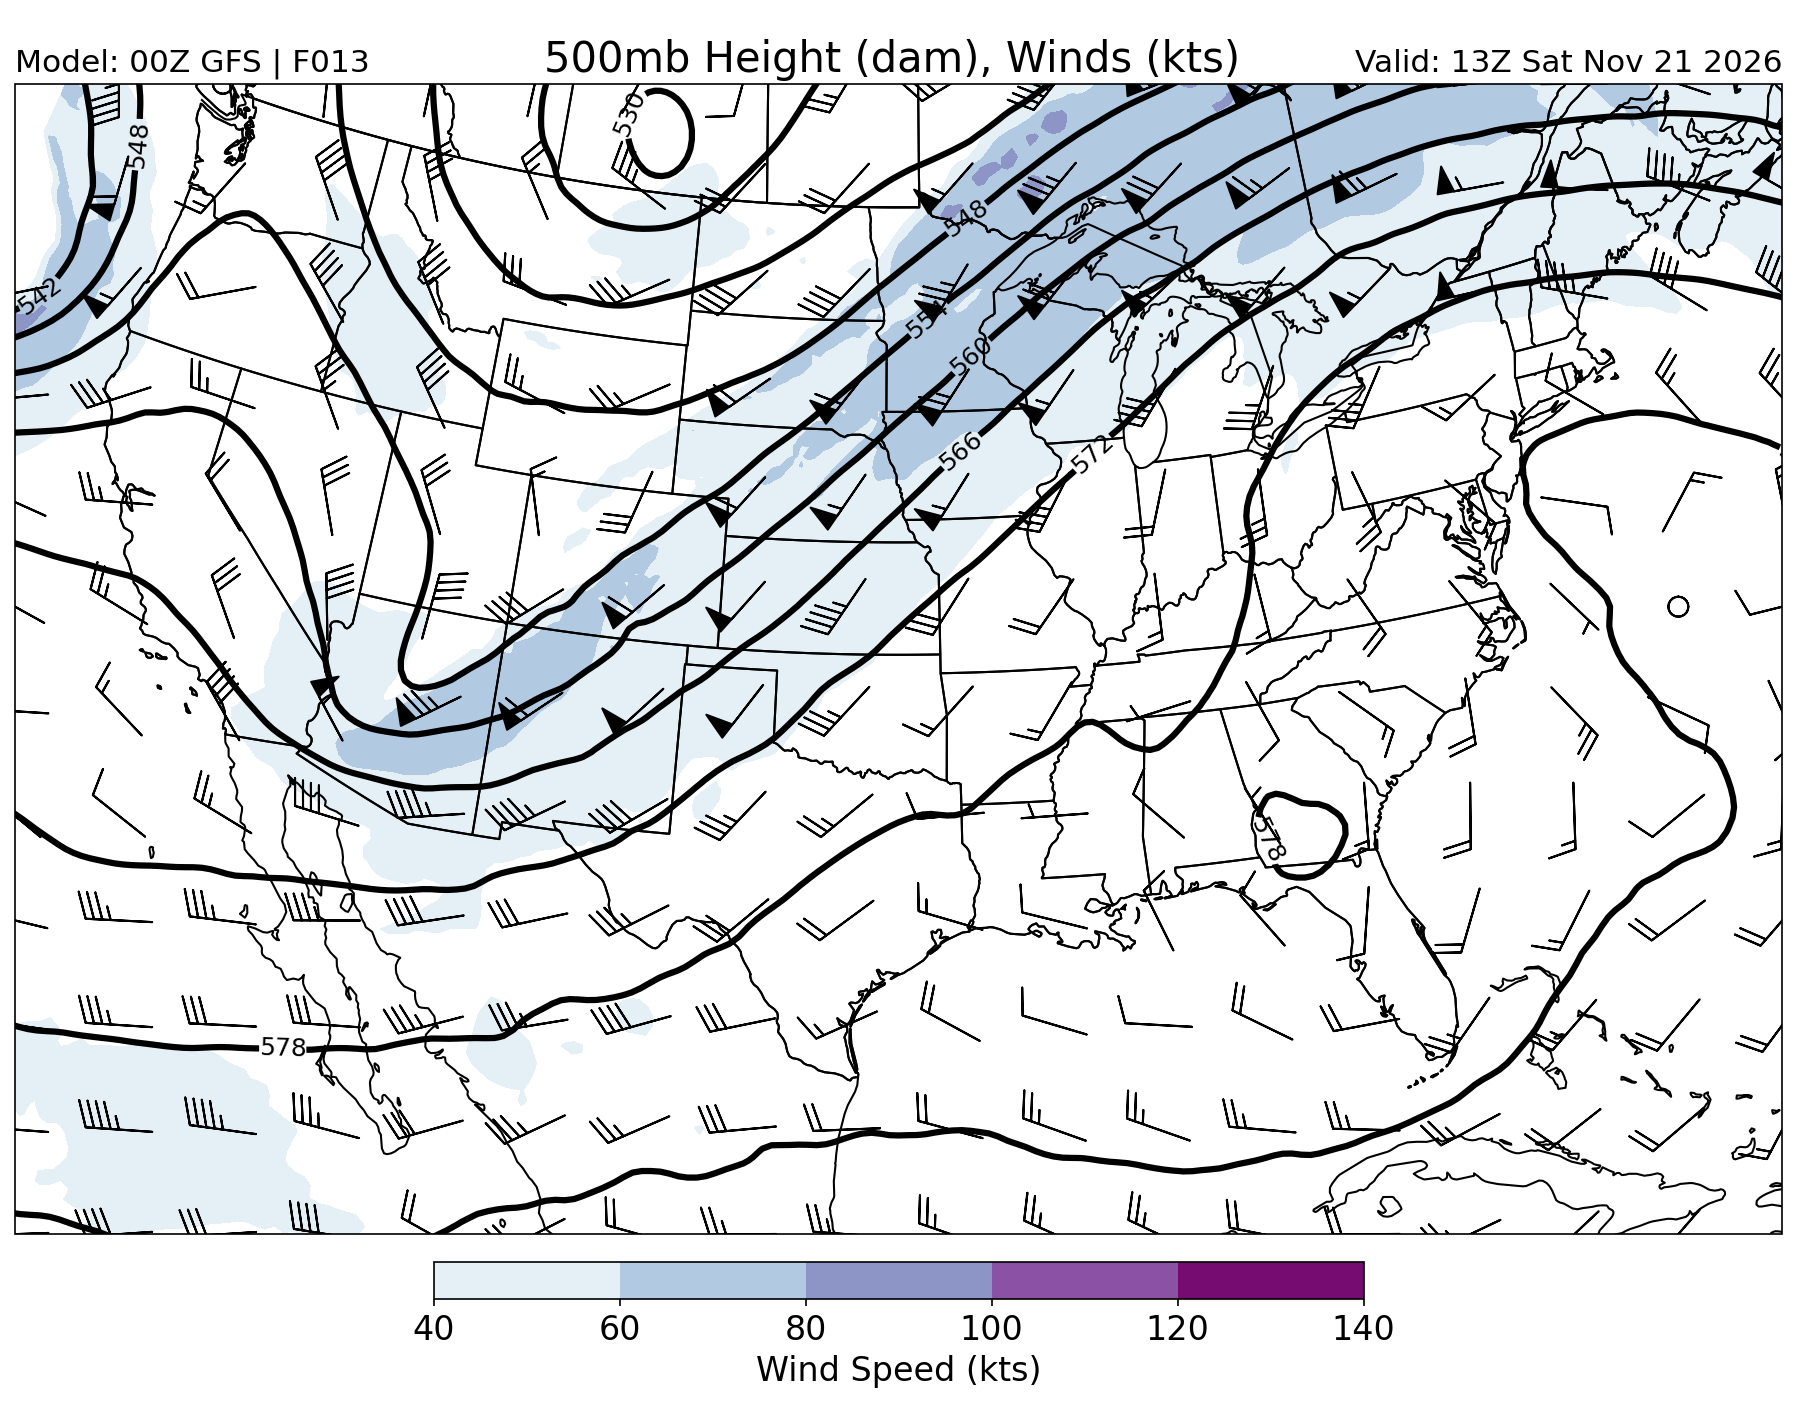 500mb Height (dam), Winds (kts)
Model: 00Z GFS | F013
Valid: 13Z Sat Nov 21 2026
530
548
542
548
554
560
566
572
578
578
40 60 80 100 120 140
Wind Speed (kts)